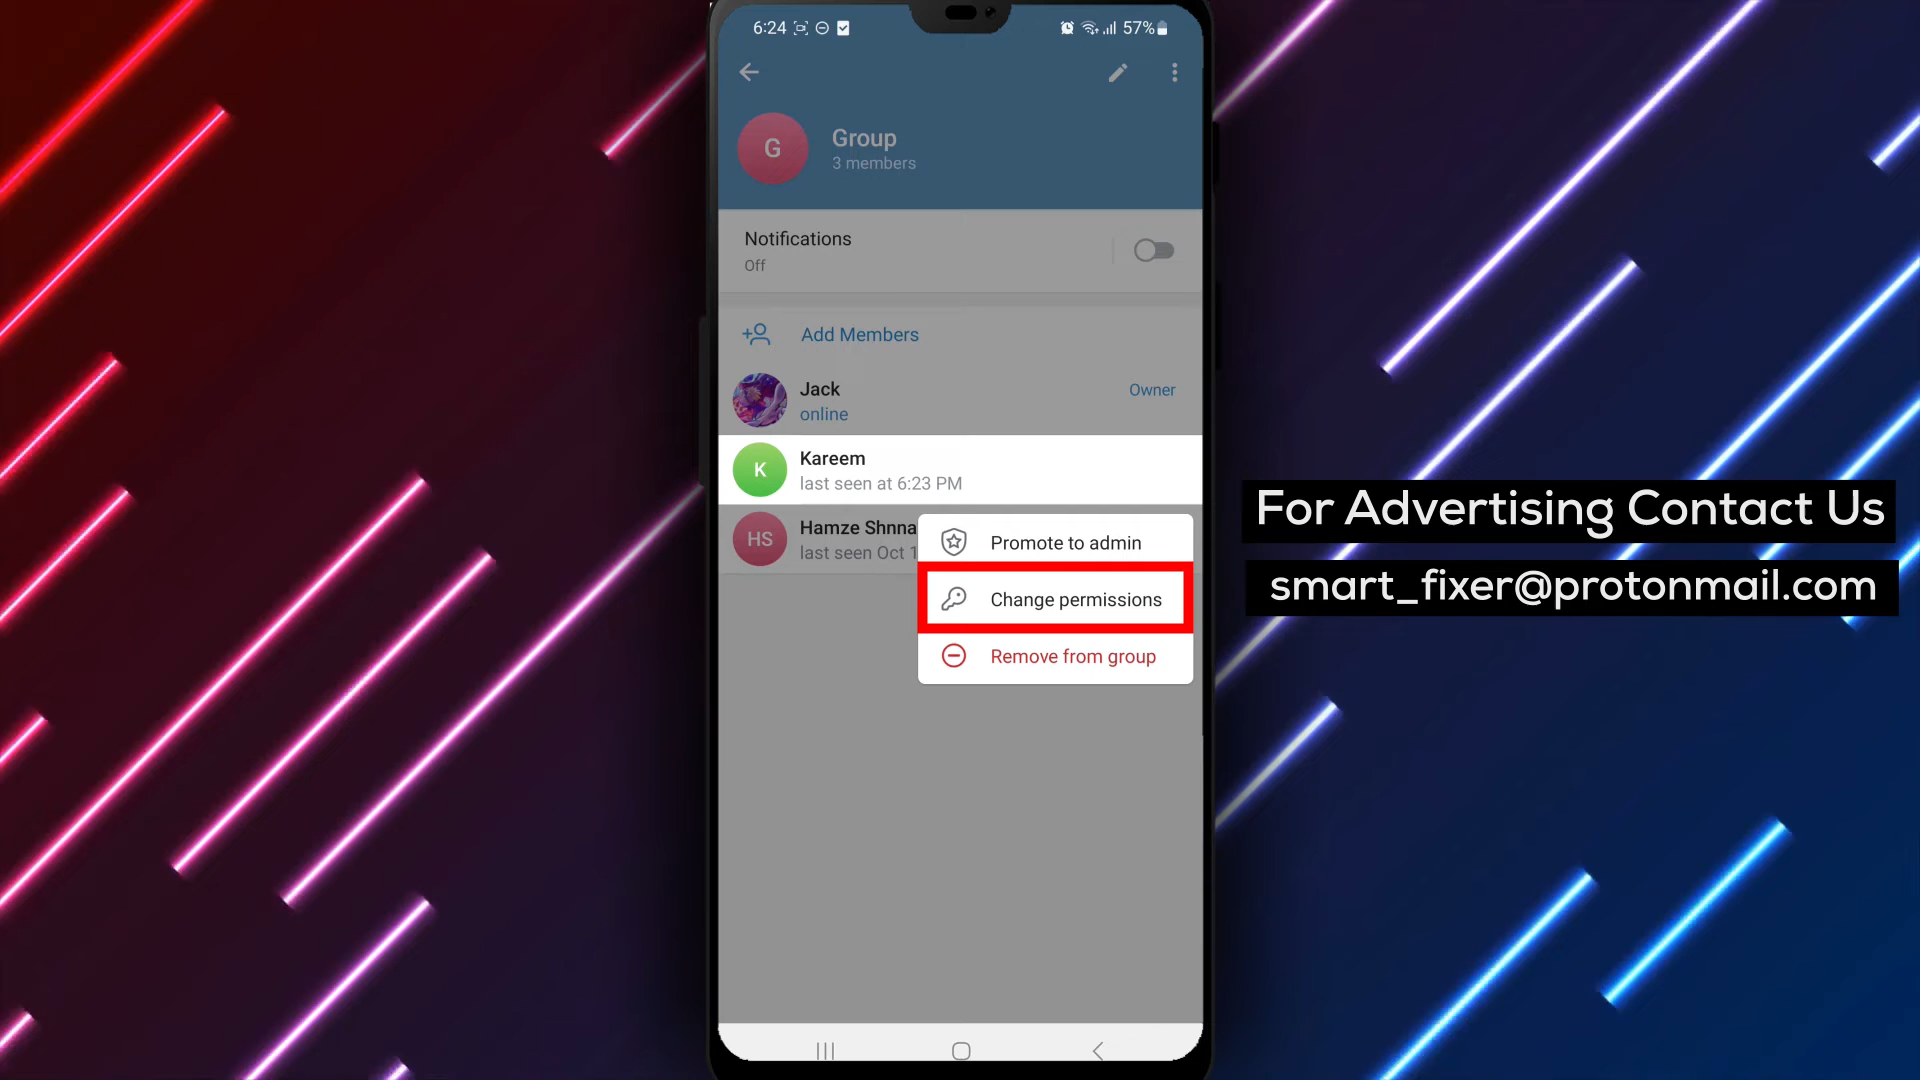 6:24 57%
G
Group
3 members
Notifications
Off
Add Members
Jack
Owner
online
K
Kareem
last seen at 6:23 PM
HS
Hamze Shnna
last seen Oct 1
Promote to admin
Change permissions
Remove from group
For Advertising Contact Us
smart_fixer@protonmail.com